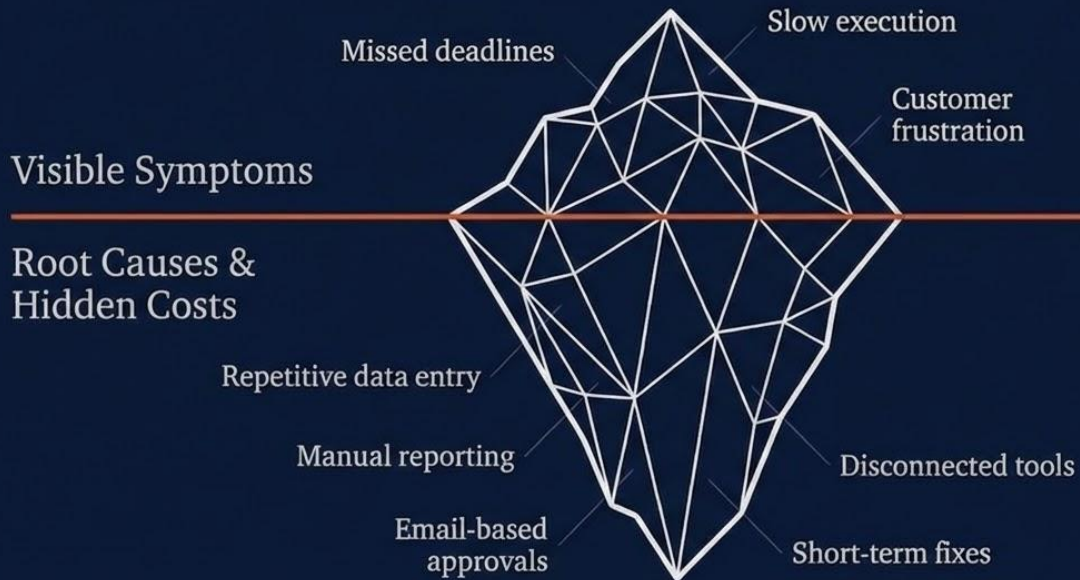 Missed deadlines
Slow execution
Customer
frustration
Visible Symptoms
Root Causes &
Hidden Costs
Repetitive data entry
Manual reporting
Disconnected tools
Email-based
approvals
Short-term fixes